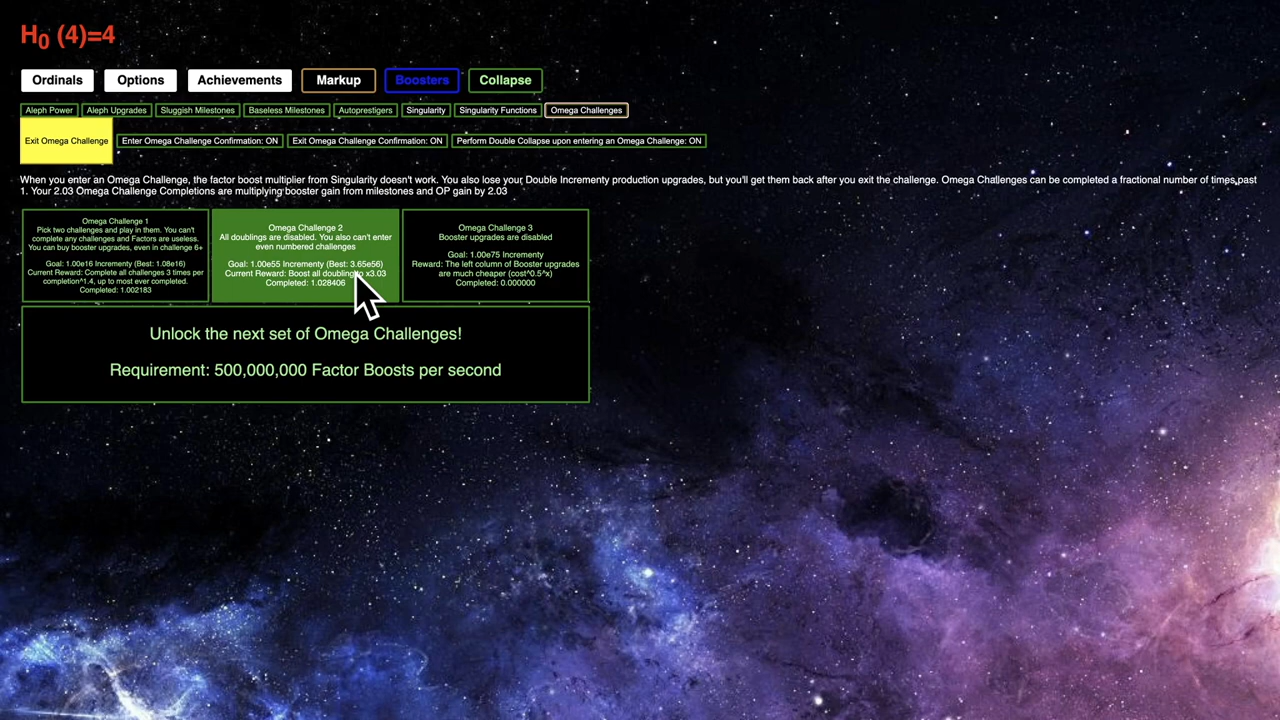 H0 (4)=4
Ordinals Options Achievements Markup Boosters Collapse
Aleph Power Aleph Upgrades Sluggish Milestones Baseless Milestones Autoprestigers Singularity Singularity Functions Omega Challenges
Exit Omega Challenge Enter Omega Challenge Confirmation: ON Exit Omega Challenge Confirmation: ON Perform Double Collapse upon entering an Omega Challenge: ON
When you enter an Omega Challenge, the factor boost multiplier from Singularity doesn't work. You also lose your Double Incrementy production upgrades, but you'll get them back after you exit the challenge. Omega Challenges can be completed a fractional number of times past
1. Your 2.03 Omega Challenge Completions are multiplying booster gain from milestones and OP gain by 2.03
Omega Challenge 1
Pick two challenges and play in them. You can't
complete any challenges and Factors are useless.
You can buy booster upgrades, even in challenge 6+
Goal: 1.00e16 Incrementy (Best: 1.08e16)
Current Reward: Complete all challenges 3 times per
completion^1.4, up to most ever completed.
Completed: 1.002183
Omega Challenge 2
All doublings are disabled. You also can't enter
even numbered challenges
Goal: 1.00e55 Incrementy (Best: 3.65e56)
Current Reward: Boost all doubling to x3.03
Completed: 1.028406
Omega Challenge 3
Booster upgrades are disabled
Goal: 1.00e75 Incrementy
Reward: The left column of Booster upgrades
are much cheaper (cost^0.5^x)
Completed: 0.000000
Unlock the next set of Omega Challenges!
Requirement: 500,000,000 Factor Boosts per second